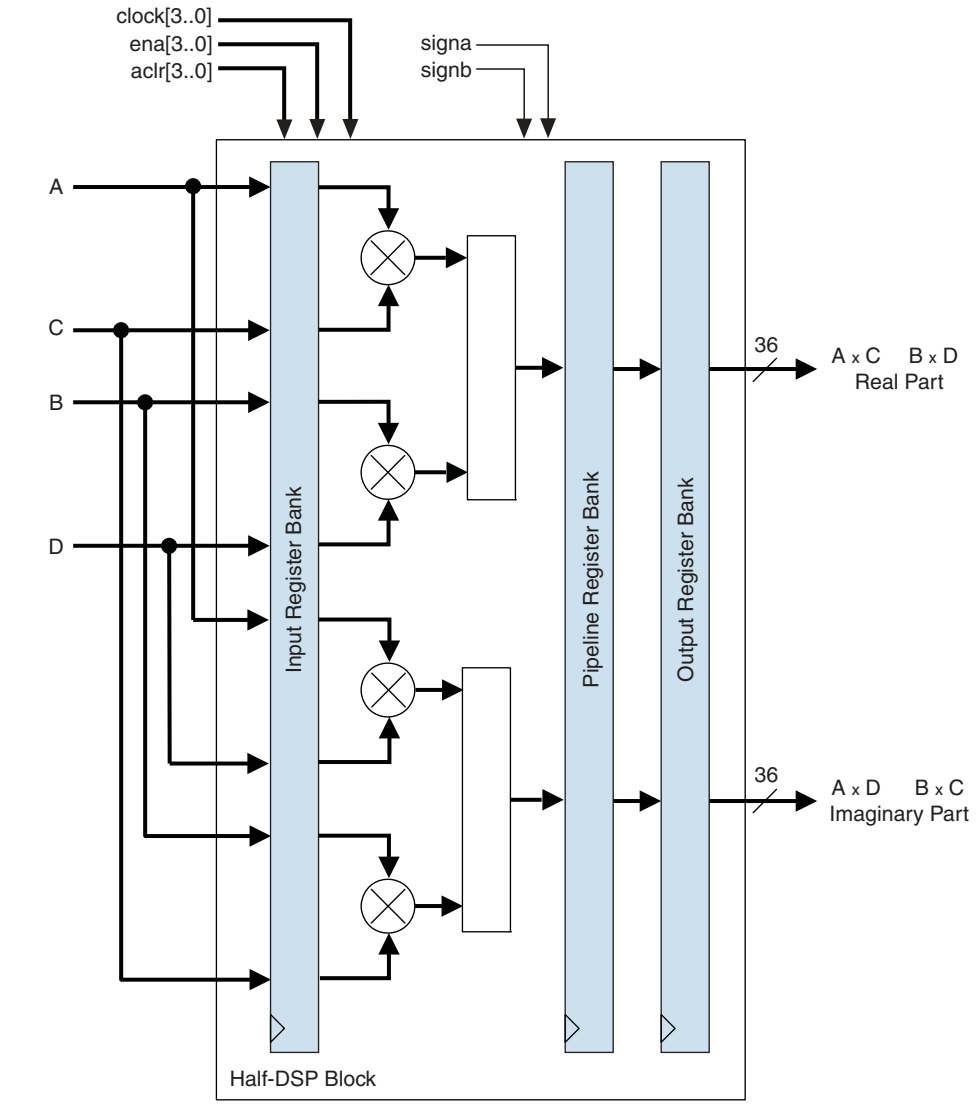 clock[3..0]
ena[3..0]
aclr[3..0]
signa
signb
A
C
B
D
Input Register Bank
Pipeline Register Bank
Output Register Bank
36
A x C B x D
Real Part
36
A x D B x C
Imaginary Part
Half-DSP Block